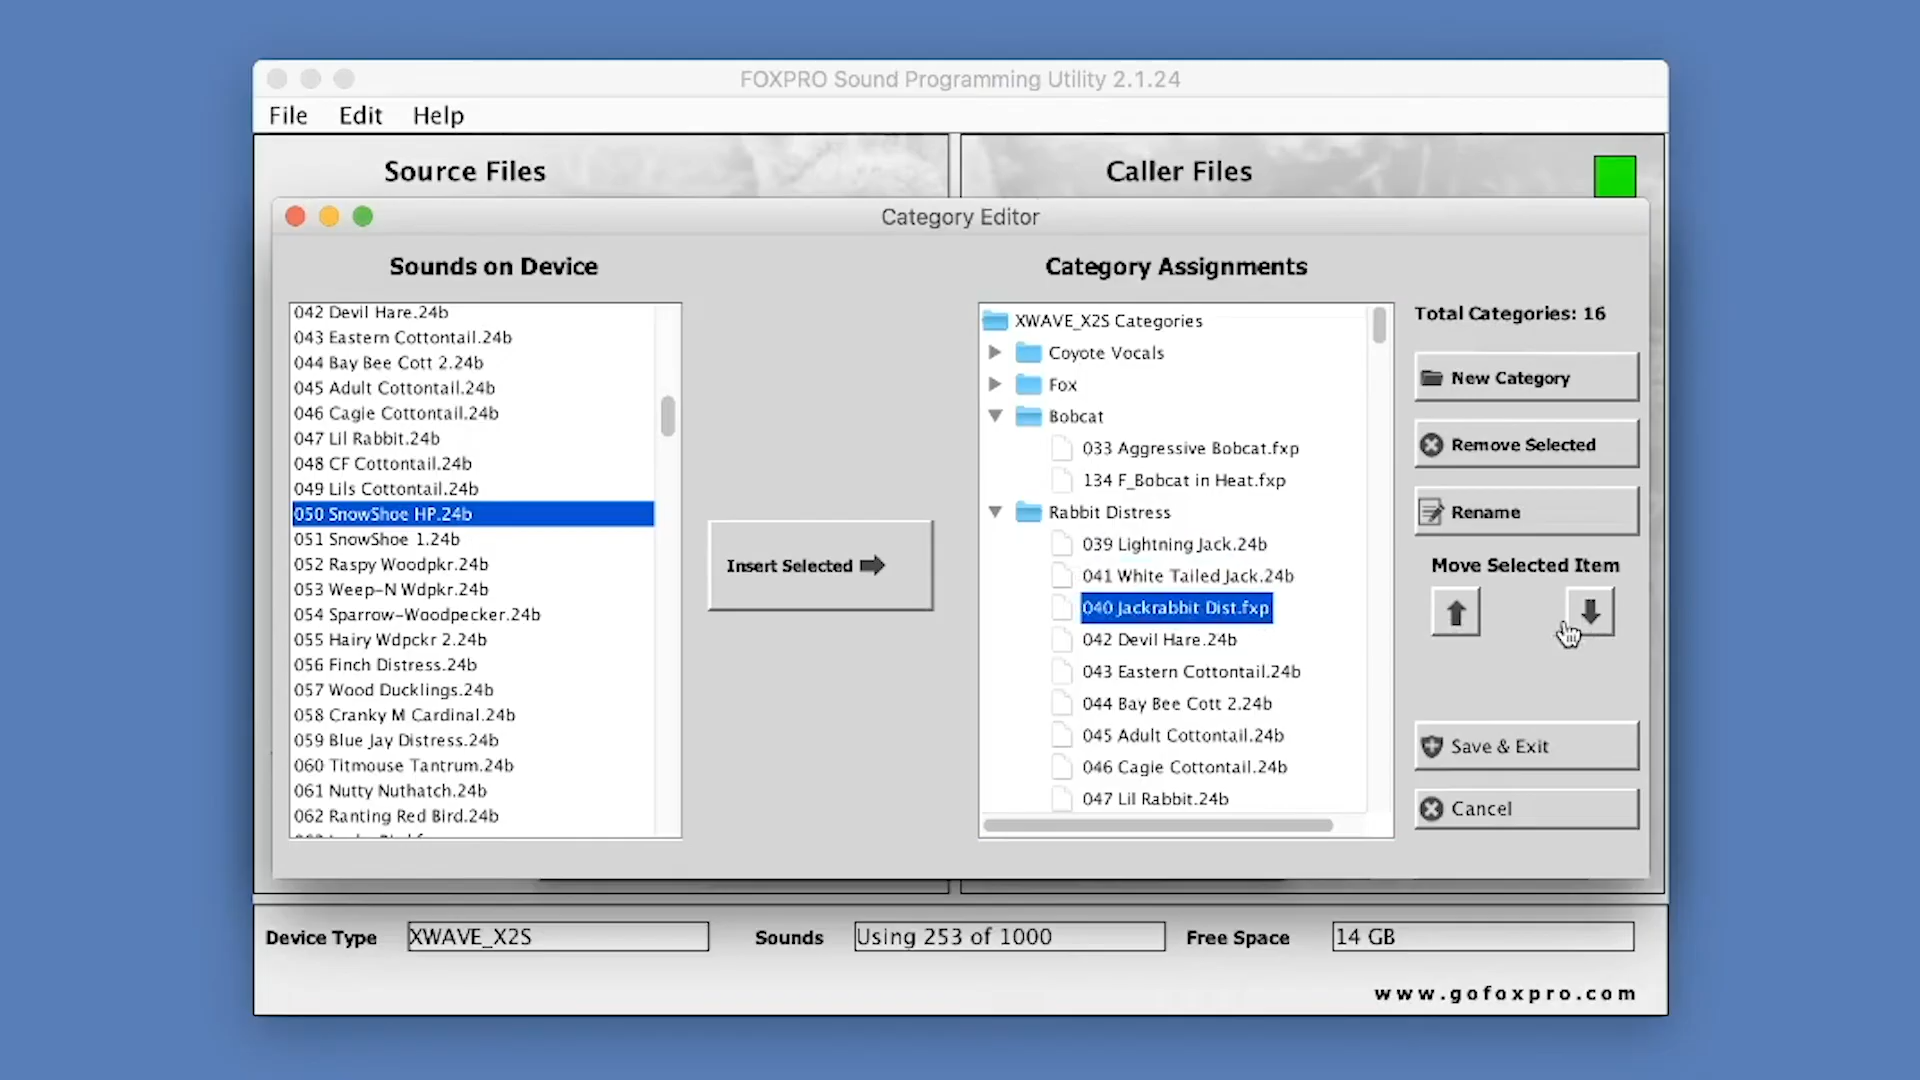 FOXPRO Sound Programming Utility 2.1.24
File Edit Help
Source Files
Caller Files
Category Editor
Sounds on Device
042 Devil Hare.24b
043 Eastern Cottontail.24b
044 Bay Bee Cott 2.24b
045 Adult Cottontail.24b
046 Cagie Cottontail.24b
047 Lil Rabbit.24b
048 CF Cottontail.24b
049 Lils Cottontail.24b
050 SnowShoe HP.24b
051 SnowShoe 1.24b
052 Raspy Woodpkr.24b
053 Weep-N Wdpkr.24b
054 Sparrow-Woodpecker.24b
055 Hairy Wdpckr 2.24b
056 Finch Distress.24b
057 Wood Ducklings.24b
058 Cranky M Cardinal.24b
059 Blue Jay Distress.24b
060 Titmouse Tantrum.24b
061 Nutty Nuthatch.24b
062 Ranting Red Bird.24b
Insert Selected
Category Assignments
XWAVE_X2S Categories
Coyote Vocals
Fox
Bobcat
033 Aggressive Bobcat.fxp
134 F_Bobcat in Heat.fxp
Rabbit Distress
039 Lightning Jack.24b
041 White Tailed Jack.24b
040 Jackrabbit Dist.fxp
042 Devil Hare.24b
043 Eastern Cottontail.24b
044 Bay Bee Cott 2.24b
045 Adult Cottontail.24b
046 Cagie Cottontail.24b
047 Lil Rabbit.24b
Total Categories: 16
New Category
Remove Selected
Rename
Move Selected Item
Save & Exit
Cancel
Device Type XWAVE_X2S Sounds Using 253 of 1000 Free Space 14 GB
www.gofoxpro.com